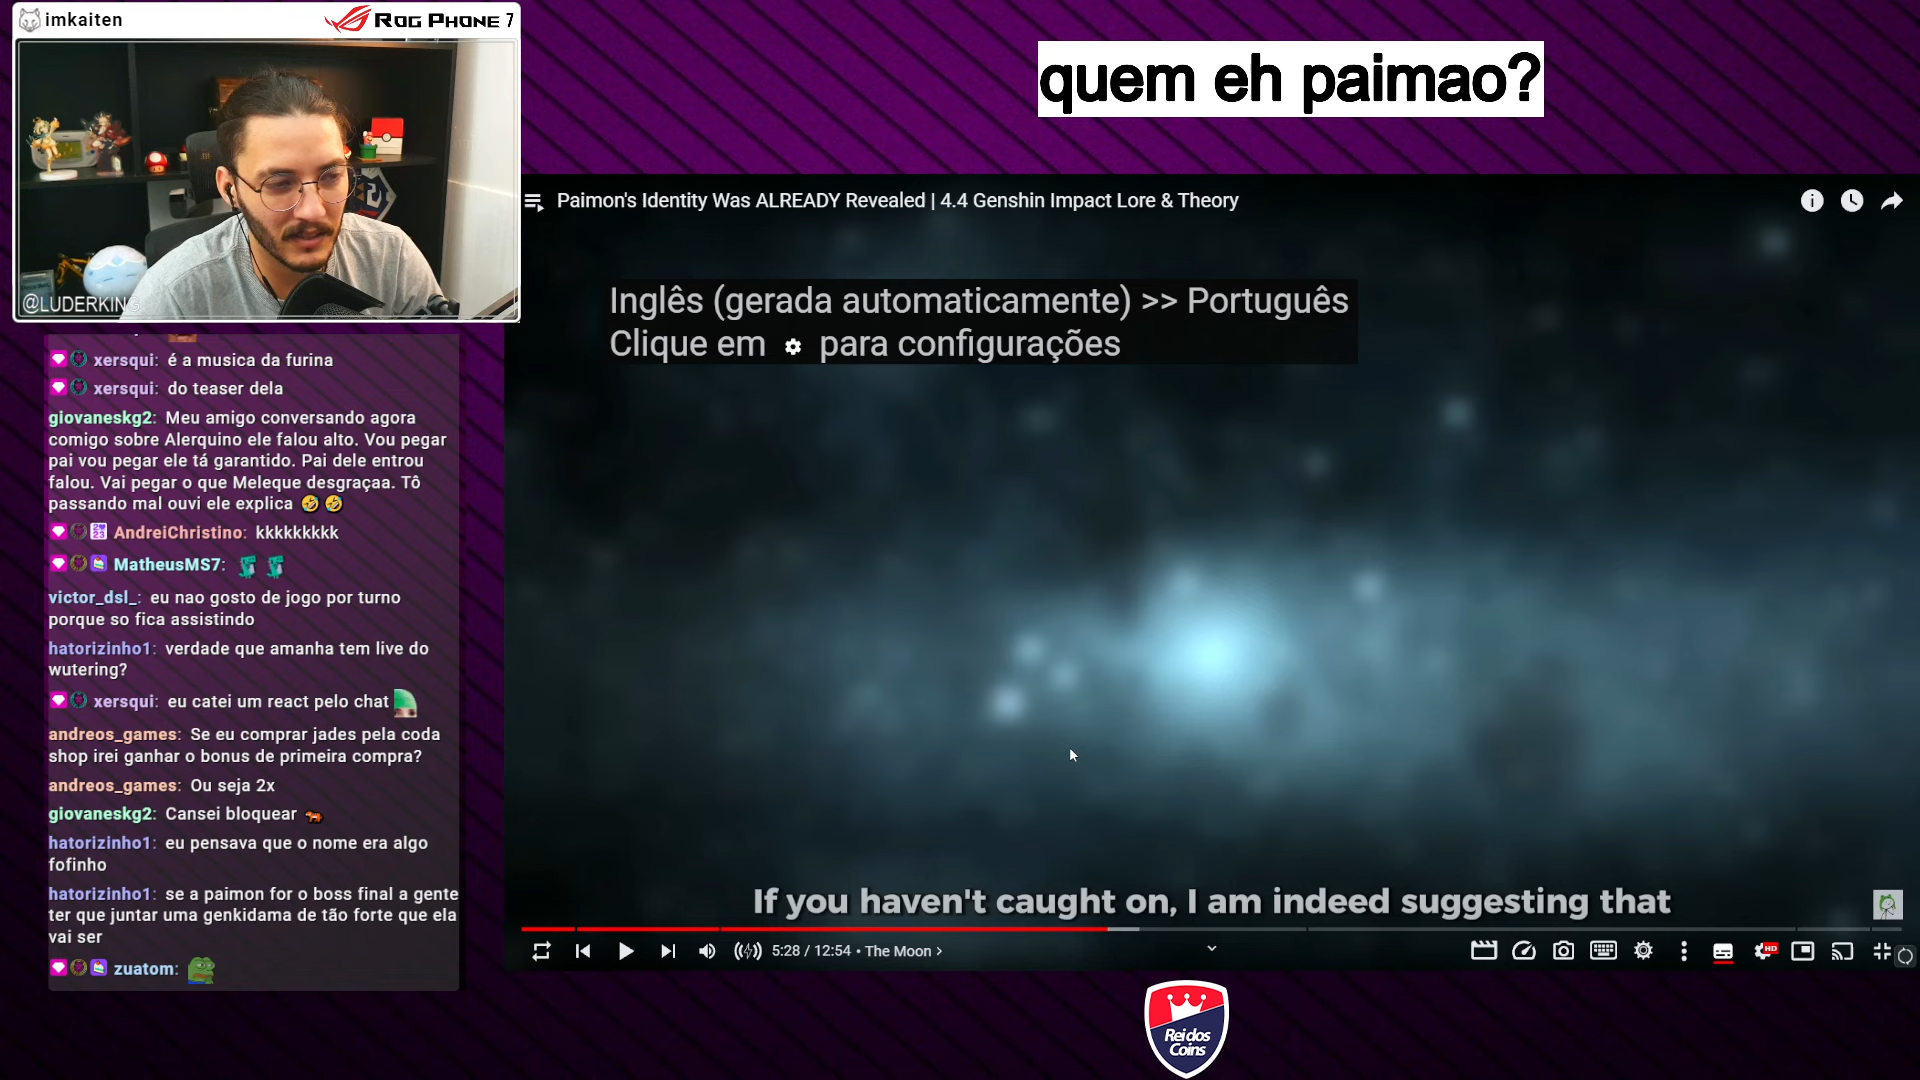 imkaiten
ROG PHONE 7
@LUDERKING
quem eh paimao?
Paimon's Identity Was ALREADY Revealed | 4.4 Genshin Impact Lore & Theory
Inglês (gerada automaticamente) >> Português
Clique em para configurações
xersqui: é a musica da furina
xersqui: do teaser dela
giovaneskg2: Meu amigo conversando agora
comigo sobre Alerquino ele falou alto. Vou pegar
pai vou pegar ele tá garantido. Pai dele entrou
falou. Vai pegar o que Meleque desgraçaa. Tô
passando mal ouvi ele explica 🤣 🤣
AndreiChristino: kkkkkkkkk
MatheusMS7:
victor_dsl_: eu nao gosto de jogo por turno
porque so fica assistindo
hatorizinho1: verdade que amanha tem live do
wutering?
xersqui: eu catei um react pelo chat
andreos_games: Se eu comprar jades pela coda
shop irei ganhar o bonus de primeira compra?
andreos_games: Ou seja 2x
giovaneskg2: Cansei bloquear
hatorizinho1: eu pensava que o nome era algo
fofinho
hatorizinho1: se a paimon for o boss final a gente
ter que juntar uma genkidama de tão forte que ela
vai ser
zuatom:
If you haven't caught on, I am indeed suggesting that
5:28 / 12:54 • The Moon >
HD
Rei dos
Coins